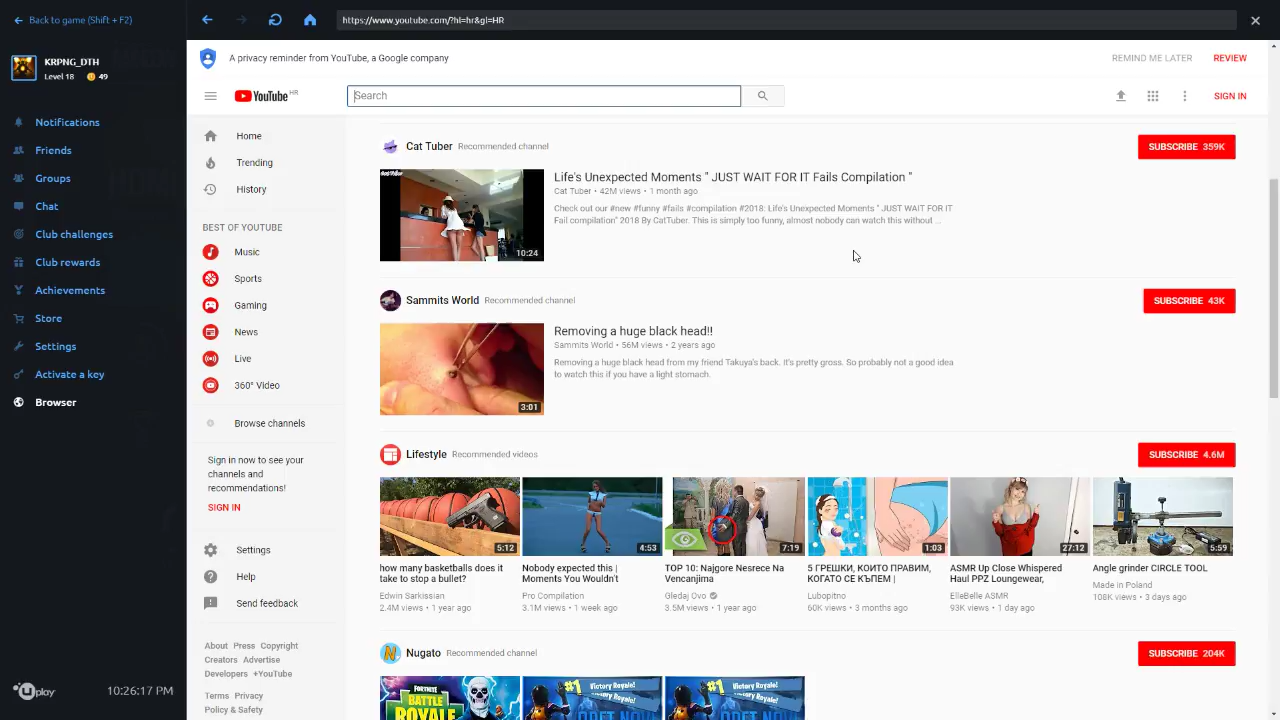 Back to game (Shift + F2)
https://www.youtube.com/?hl=hr&gl=HR
KRPNG_DTH
Level 18 49
Notifications
Friends
Groups
Chat
Club challenges
Club rewards
Achievements
Store
Settings
Activate a key
Browser
uplay
10:26:17 PM
A privacy reminder from YouTube, a Google company
REMIND ME LATER REVIEW
YouTube HR
Search
SIGN IN
Home
Trending
History
BEST OF YOUTUBE
Music
Sports
Gaming
News
Live
360° Video
Browse channels
Sign in now to see your
channels and
recommendations!
SIGN IN
Settings
Help
Send feedback
About Press Copyright
Creators Advertise
Developers +YouTube
Terms Privacy
Policy & Safety
Cat Tuber Recommended channel
SUBSCRIBE 359K
10:24
Life's Unexpected Moments " JUST WAIT FOR IT Fails Compilation "
Cat Tuber • 42M views • 1 month ago
Check out our #new #funny #fails #compilation #2018: Life's Unexpected Moments " JUST WAIT FOR IT
Fail compilation" 2018 By CatTuber. This is simply too funny, almost nobody can watch this without ...
Sammits World Recommended channel
SUBSCRIBE 43K
3:01
Removing a huge black head!!
Sammits World • 56M views • 2 years ago
Removing a huge black head from my friend Takuya's back. It's pretty gross. So probably not a good idea
to watch this if you have a light stomach.
Lifestyle Recommended videos
SUBSCRIBE 4.6M
5:12
how many basketballs does it
take to stop a bullet?
Edwin Sarkissian
2.4M views • 1 year ago
4:53
Nobody expected this |
Moments You Wouldn't
Pro Compilation
3.1M views • 1 week ago
7:19
TOP 10: Najgore Nesrece Na
Vencanjima
Gledaj Ovo
3.5M views • 1 year ago
1:03
5 ГРЕШКИ, КОИТО ПРАВИМ,
КОГАТО СЕ КЪПЕМ |
Lubopitno
60K views • 3 months ago
27:12
ASMR Up Close Whispered
Haul PPZ Loungewear,
ElleBelle ASMR
93K views • 1 day ago
5:59
Angle grinder CIRCLE TOOL
Made in Poland
108K views • 3 days ago
Nugato Recommended channel
SUBSCRIBE 204K
FORTNITE
BATTLE
ROYALE
#1 Victory Royale!
#1 Victory Royale!